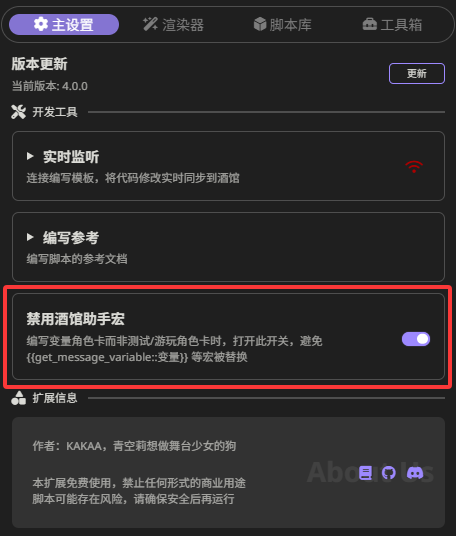 主设置
渲染器
脚本库
工具箱
版本更新
当前版本: 4.0.0
更新
开发工具
实时监听
连接编写模板，将代码修改实时同步到酒馆
编写参考
编写脚本的参考文档
禁用酒馆助手宏
编写变量角色卡而非测试/游玩角色卡时，打开此开关，避免
{{get_message_variable::变量}} 等宏被替换
扩展信息
作者：KAKAA，青空莉想做舞台少女的狗
About Us
本扩展免费使用，禁止任何形式的商业用途
脚本可能存在风险，请确保安全后再运行